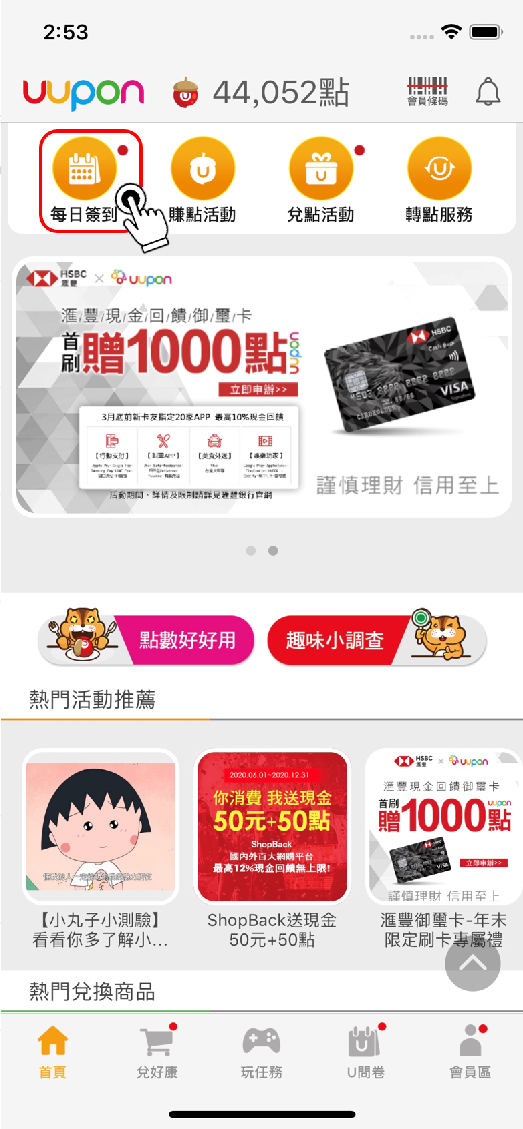 2:53
uupon
44,052點
會員條碼
每日簽到
賺點活動
兌點活動
轉點服務
HSBC
滙豐
×
uupon
滙/豐/現/金/回/饋/御/璽/卡
首刷贈1000點
uupon
立即申辦>>
3月底前新卡友指定20家APP 最高10%現金回饋
【行動支付】
【美食外送】
活動期間、詳情及限制請詳見滙豐銀行官網
HSBC
Cash Back
VISA
謹慎理財 信用至上
點數好好用
趣味小調查
熱門活動推薦
2020.06.01~2020.12.31
你消費 我送現金
50元+50點
ShopBack
國內外百大網購平台
最高12%現金回饋無上限!
HSBC
滙豐
×
uupon
滙豐現金回饋御璽卡
首刷贈1000點
uupon
立即申辦>>
謹慎理財 信用至上
【小丸子小測驗】
看看你多了解小...
ShopBack送現金
50元+50點
滙豐御璽卡-年末
限定刷卡專屬禮
熱門兌換商品
首頁
兌好康
玩任務
U問卷
會員區